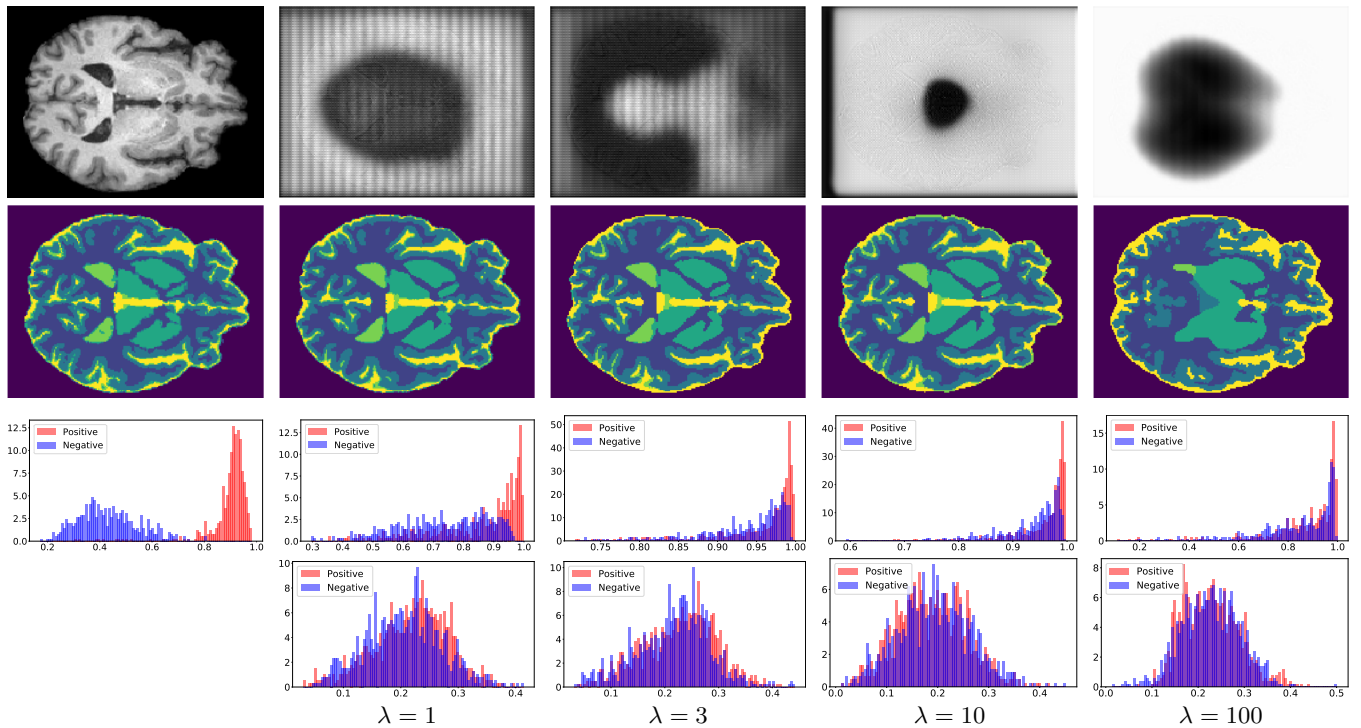 12.5
10.0
7.5
5.0
2.5
0.0
0.2 0.4 0.6 0.8 1.0
Positive
Negative
12.5
10.0
7.5
5.0
2.5
0.0
0.3 0.4 0.5 0.6 0.7 0.8 0.9 1.0
Positive
Negative
50
40
30
20
10
0
0.75 0.80 0.85 0.90 0.95 1.00
Positive
Negative
40
30
20
10
0
0.6 0.7 0.8 0.9 1.0
Positive
Negative
15
10
5
0
0.2 0.4 0.6 0.8 1.0
Positive
Negative
10
8
6
4
2
0
0.1 0.2 0.3 0.4
Positive
Negative
10
8
6
4
2
0
0.1 0.2 0.3 0.4
Positive
Negative
6
4
2
0
0.0 0.1 0.2 0.3 0.4
Positive
Negative
8
6
4
2
0
0.0 0.1 0.2 0.3 0.4 0.5
Positive
Negative
λ = 1 λ = 3 λ = 10 λ = 100